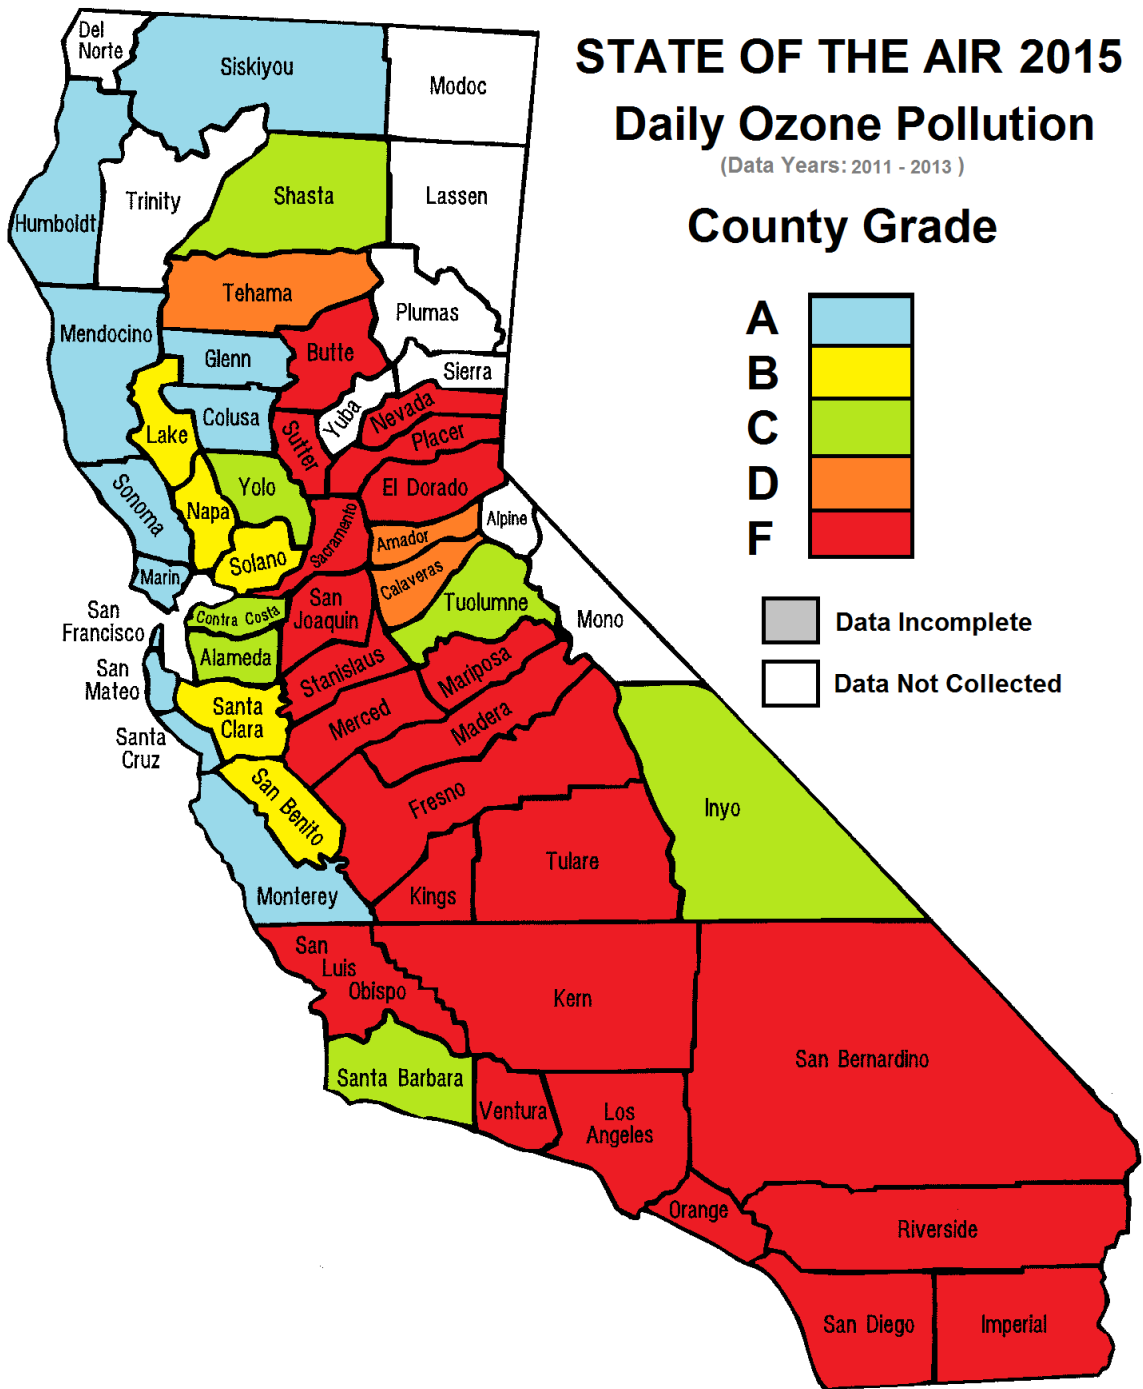 STATE OF THE AIR 2015
Daily Ozone Pollution
(Data Years: 2011 - 2013 )
County Grade
A
B
C
D
F
Data Incomplete
Data Not Collected
Del
Norte
Siskiyou
Modoc
Humboldt
Trinity
Shasta
Lassen
Tehama
Plumas
Mendocino
Glenn
Butte
Sierra
Lake
Colusa
Sutter
Yuba
Nevada
Placer
El Dorado
Sonoma
Napa
Yolo
Sacramento
Alpine
Amador
Solano
Calaveras
Marin
Tuolumne
Mono
San
Francisco
Contra Costa
San
Joaquin
Alameda
San
Mateo
Stanislaus
Mariposa
Santa
Clara
Santa
Cruz
Merced
Madera
San Benito
Fresno
Inyo
Monterey
Kings
Tulare
San
Luis
Obispo
Kern
San Bernardino
Santa Barbara
Ventura
Los
Angeles
Orange
Riverside
San Diego
Imperial